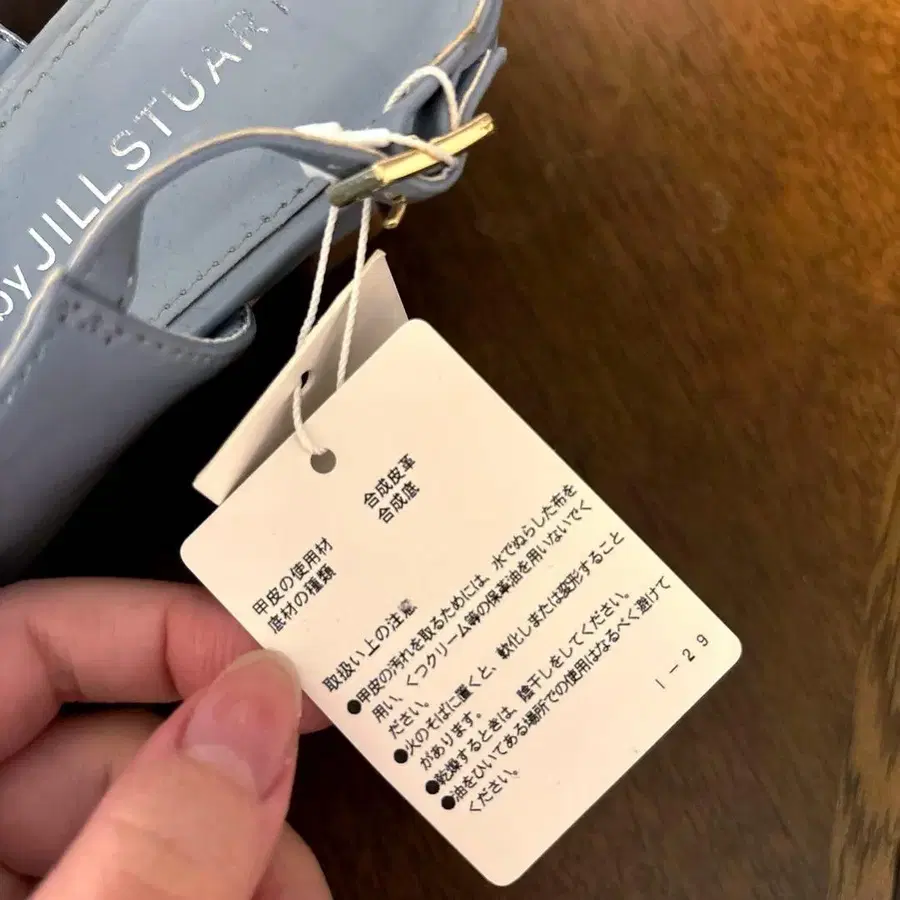 by JILLSTUART
甲皮の使用材 合成皮革
底材の種類 合成底
取扱い上の注意
●甲皮の汚れを取るためには、水でぬらした布を
用い、くつクリーム等の保革油を用いないでく
ださい。
●火のそばに置くと、軟化しまたは変形すること
があります。
●乾燥するときは、陰干しをしてください。
●油をひいてある場所での使用はなるべく避けて
ください。
I－29